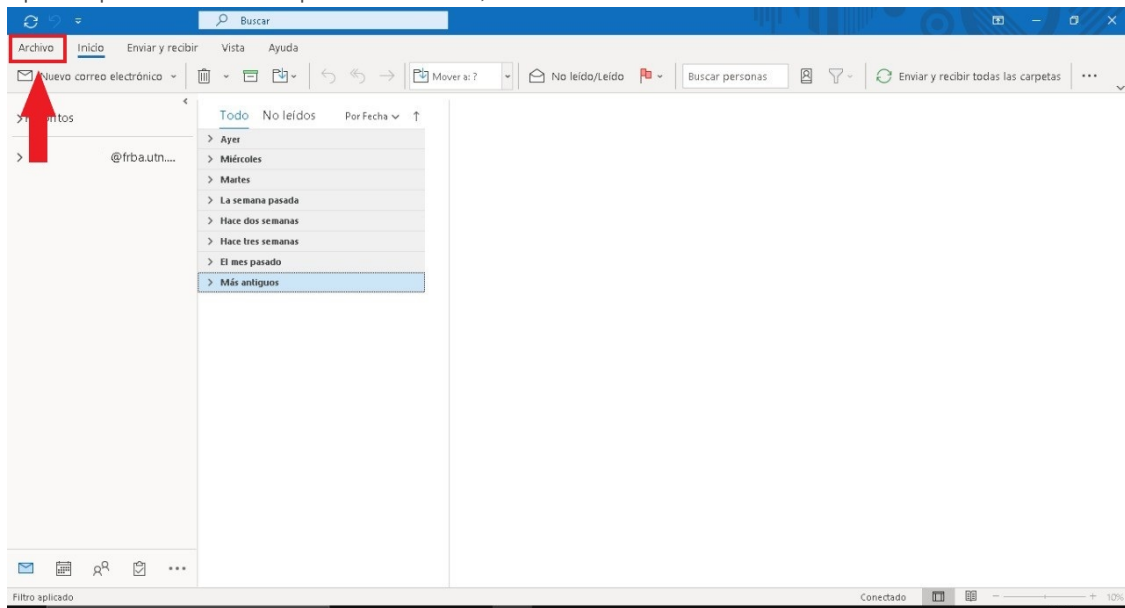 Buscar
Archivo Inicio Enviar y recibir Vista Ayuda
Nuevo correo electrónico Mover a: ? No leído/Leído Buscar personas Enviar y recibir todas las carpetas
Todo No leídos Por Fecha
@frba.utn....
Ayer
Miércoles
Martes
La semana pasada
Hace dos semanas
Hace tres semanas
El mes pasado
Más antiguos
Filtro aplicado Conectado 10%